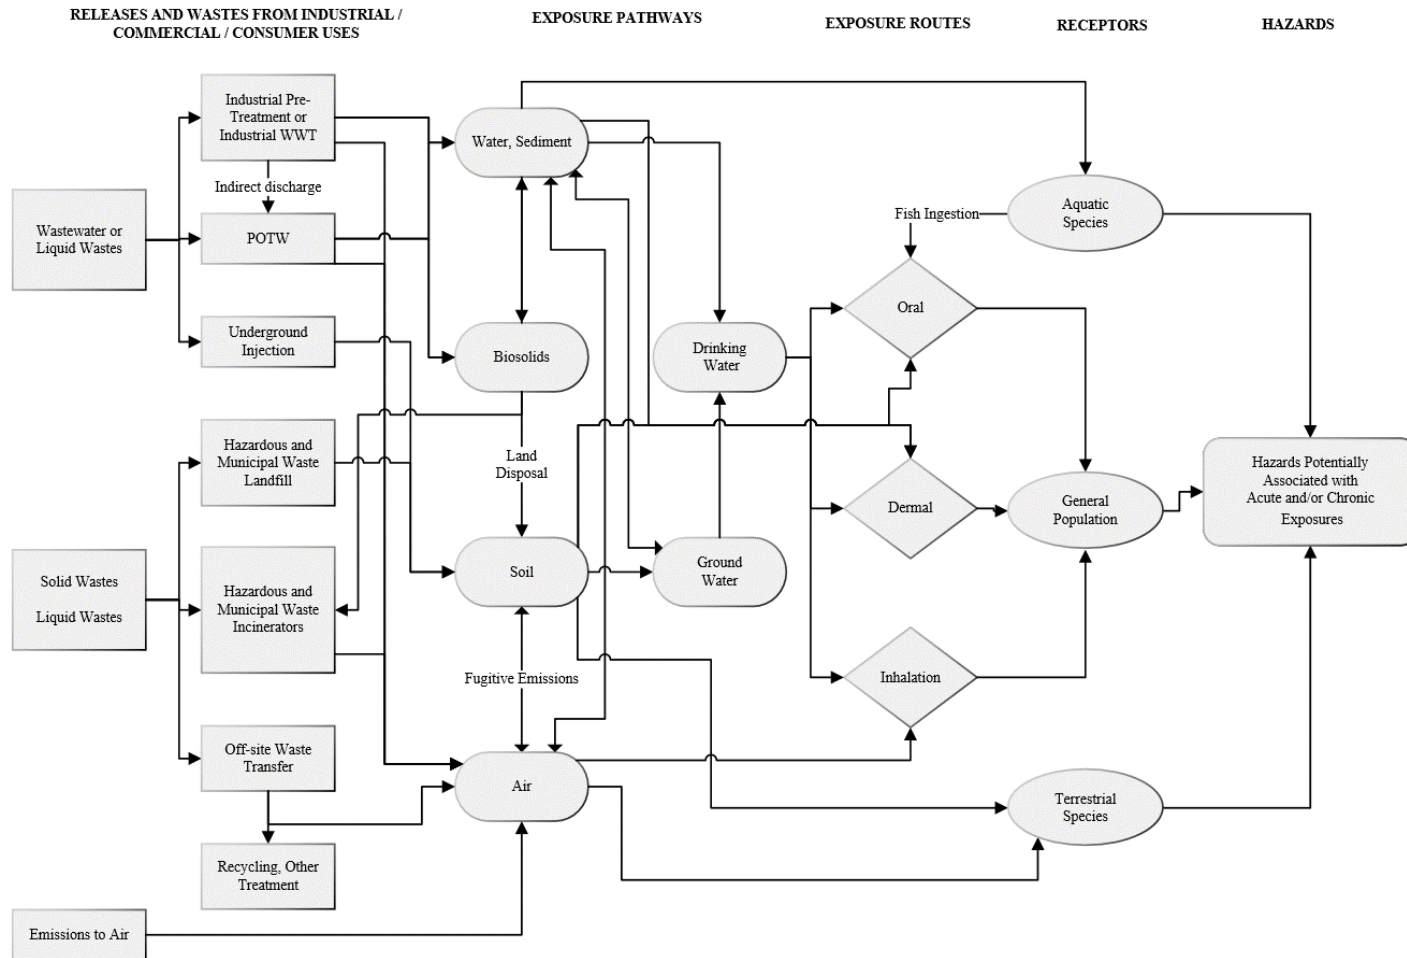 RELEASES AND WASTES FROM INDUSTRIAL /
COMMERCIAL / CONSUMER USES
EXPOSURE PATHWAYS
EXPOSURE ROUTES
RECEPTORS
HAZARDS
Industrial Pre-
Treatment or
Industrial WWT
Indirect discharge
Wastewater or
Liquid Wastes
POTW
Underground
Injection
Hazardous and
Municipal Waste
Landfill
Solid Wastes
Liquid Wastes
Hazardous and
Municipal Waste
Incinerators
Off-site Waste
Transfer
Recycling, Other
Treatment
Emissions to Air
Water, Sediment
Biosolids
Land
Disposal
Soil
Fugitive Emissions
Air
Drinking
Water
Ground
Water
Fish Ingestion
Oral
Dermal
Inhalation
Aquatic
Species
General
Population
Terrestrial
Species
Hazards Potentially
Associated with
Acute and/or Chronic
Exposures